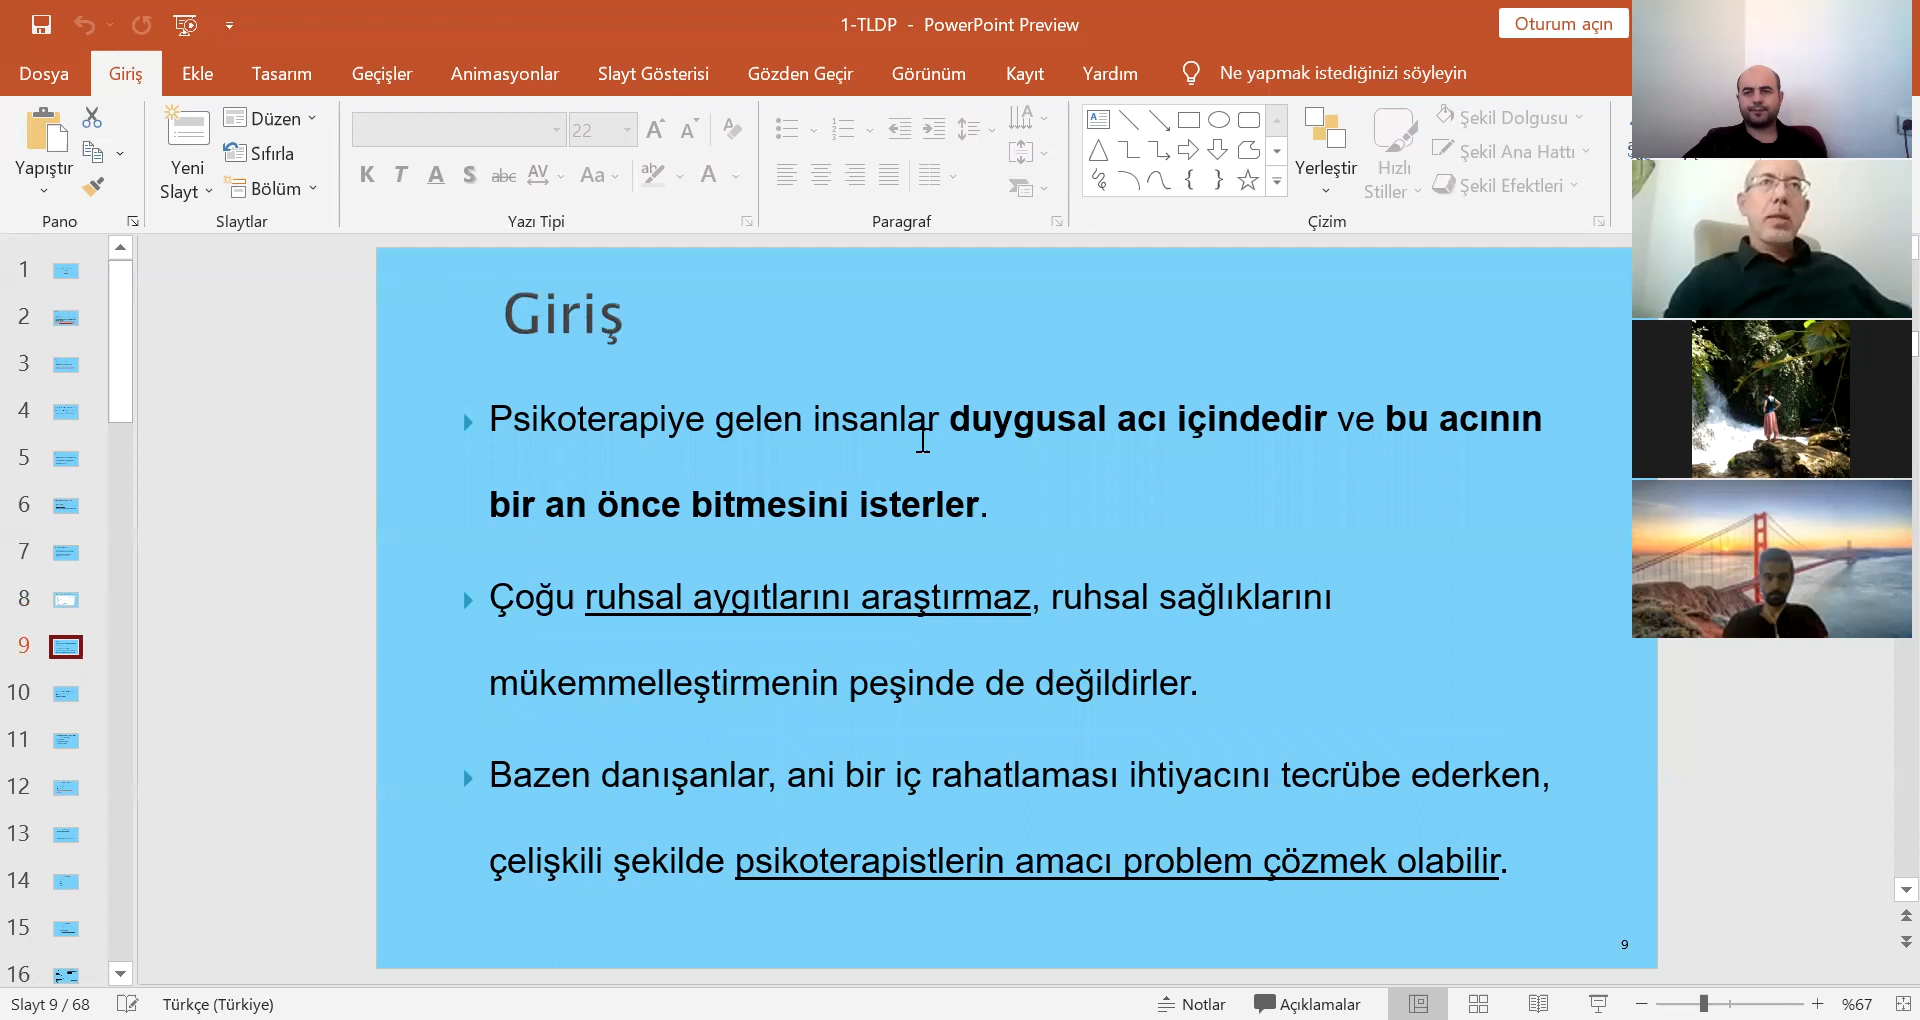 1-TLDP - PowerPoint Preview
Oturum açın
Dosya Giriş Ekle Tasarım Geçişler Animasyonlar Slayt Gösterisi Gözden Geçir Görünüm Kayıt Yardım Ne yapmak istediğinizi söyleyin
Yapıştır
Pano
Yeni
Slayt
Düzen
Sıfırla
Bölüm
Slaytlar
22
K T A S abc AV Aa A
Yazı Tipi
Paragraf
Yerleştir
Hızlı
Stiller
Şekil Dolgusu
Şekil Ana Hattı
Şekil Efektleri
Çizim
1
2
3
4
5
6
7
8
9
10
11
12
13
14
15
16
Giriş
Psikoterapiye gelen insanlar duygusal acı içindedir ve bu acının
bir an önce bitmesini isterler.
Çoğu ruhsal aygıtlarını araştırmaz, ruhsal sağlıklarını
mükemmelleştirmenin peşinde de değildirler.
Bazen danışanlar, ani bir iç rahatlaması ihtiyacını tecrübe ederken,
çelişkili şekilde psikoterapistlerin amacı problem çözmek olabilir.
9
Slayt 9 / 68 Türkçe (Türkiye) Notlar Açıklamalar %67